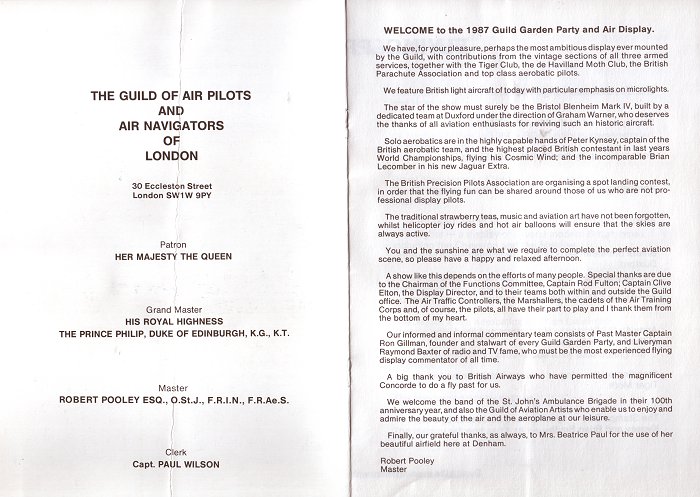 THE GUILD OF AIR PILOTS
AND
AIR NAVIGATORS
OF
LONDON
30 Eccleston Street
London SW1W 9PY
Patron
HER MAJESTY THE QUEEN
Grand Master
HIS ROYAL HIGHNESS
THE PRINCE PHILIP, DUKE OF EDINBURGH, K.G., K.T.
Master
ROBERT POOLEY ESQ., O.St.J., F.R.I.N., F.R.Ae.S.
Clerk
Capt. PAUL WILSON
WELCOME to the 1987 Guild Garden Party and Air Display.
We have, for your pleasure, perhaps the most ambitious display ever mounted
by the Guild, with contributions from the vintage sections of all three armed
services, together with the Tiger Club, the de Havilland Moth Club, the British
Parachute Association and top class aerobatic pilots.
We feature British light aircraft of today with particular emphasis on microlights.
The star of the show must surely be the Bristol Blenheim Mark IV, built by a
dedicated team at Duxford under the direction of Graham Warner, who deserves
the thanks of all aviation enthusiasts for reviving such an historic aircraft.
Solo aerobatics are in the highly capable hands of Peter Kynsey, captain of the
British aerobatic team, and the highest placed British contestant in last years
World Championships, flying his Cosmic Wind; and the incomparable Brian
Lecomber in his new Jaguar Extra.
The British Precision Pilots Association are organising a spot landing contest,
in order that the flying fun can be shared around those of us who are not pro-
fessional display pilots.
The traditional strawberry teas, music and aviation art have not been forgotten,
whilst helicopter joy rides and hot air balloons will ensure that the skies are
always active.
You and the sunshine are what we require to complete the perfect aviation
scene, so please have a happy and relaxed afternoon.
A show like this depends on the efforts of many people. Special thanks are due
to the Chairman of the Functions Committee, Captain Rod Fulton; Captain Clive
Elton, the Display Director, and to their teams both within and outside the Guild
office. The Air Traffic Controllers, the Marshallers, the cadets of the Air Training
Corps and, of course, the pilots, all have their part to play and I thank them from
the bottom of my heart.
Our informed and informal commentary team consists of Past Master Captain
Ron Gillman, founder and stalwart of every Guild Garden Party, and Liveryman
Raymond Baxter of radio and TV fame, who must be the most experienced flying
display commentator of all time.
A big thank you to British Airways who have permitted the magnificent
Concorde to do a fly past for us.
We welcome the band of the St. John's Ambulance Brigade in their 100th
anniversary year, and also the Guild of Aviation Artists who enable us to enjoy and
admire the beauty of the air and the aeroplane at our leisure.
Finally, our grateful thanks, as always, to Mrs. Beatrice Paul for the use of her
beautiful airfield here at Denham.
Robert Pooley
Master